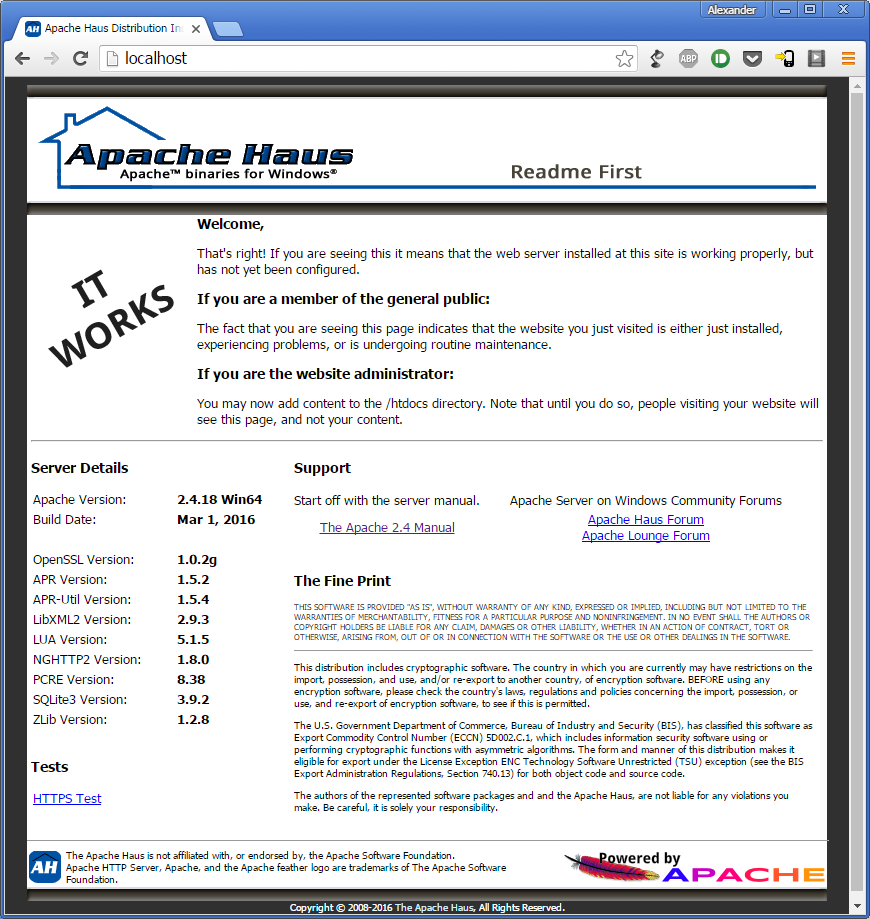 Alexander
Apache Haus Distribution In
localhost
ABP
Apache Haus
Apache™ binaries for Windows®
Readme First
IT
WORKS
Welcome,
That's right! If you are seeing this it means that the web server installed at this site is working properly, but
has not yet been configured.
If you are a member of the general public:
The fact that you are seeing this page indicates that the website you just visited is either just installed,
experiencing problems, or is undergoing routine maintenance.
If you are the website administrator:
You may now add content to the /htdocs directory. Note that until you do so, people visiting your website will
see this page, and not your content.
Server Details
Apache Version: 2.4.18 Win64
Build Date: Mar 1, 2016
OpenSSL Version: 1.0.2g
APR Version: 1.5.2
APR-Util Version: 1.5.4
LibXML2 Version: 2.9.3
LUA Version: 5.1.5
NGHTTP2 Version: 1.8.0
PCRE Version: 8.38
SQLite3 Version: 3.9.2
ZLib Version: 1.2.8
Tests
HTTPS Test
Support
Start off with the server manual.
The Apache 2.4 Manual
Apache Server on Windows Community Forums
Apache Haus Forum
Apache Lounge Forum
The Fine Print
THIS SOFTWARE IS PROVIDED "AS IS", WITHOUT WARRANTY OF ANY KIND, EXPRESSED OR IMPLIED, INCLUDING BUT NOT LIMITED TO THE
WARRANTIES OF MERCHANTABILITY, FITNESS FOR A PARTICULAR PURPOSE AND NONINFRINGEMENT. IN NO EVENT SHALL THE AUTHORS OR
COPYRIGHT HOLDERS BE LIABLE FOR ANY CLAIM, DAMAGES OR OTHER LIABILITY, WHETHER IN AN ACTION OF CONTRACT, TORT OR
OTHERWISE, ARISING FROM, OUT OF OR IN CONNECTION WITH THE SOFTWARE OR THE USE OR OTHER DEALINGS IN THE SOFTWARE.
This distribution includes cryptographic software. The country in which you are currently may have restrictions on the
import, possession, and use, and/or re-export to another country, of encryption software. BEFORE using any
encryption software, please check the country's laws, regulations and policies concerning the import, possession, or
use, and re-export of encryption software, to see if this is permitted.
The U.S. Government Department of Commerce, Bureau of Industry and Security (BIS), has classified this software as
Export Commodity Control Number (ECCN) 5D002.C.1, which includes information security software using or
performing cryptographic functions with asymmetric algorithms. The form and manner of this distribution makes it
eligible for export under the License Exception ENC Technology Software Unrestricted (TSU) exception (see the BIS
Export Administration Regulations, Section 740.13) for both object code and source code.
The authors of the represented software packages and and the Apache Haus, are not liable for any violations you
make. Be careful, it is solely your responsibility.
AH
The Apache Haus is not affiliated with, or endorsed by, the Apache Software Foundation.
Apache HTTP Server, Apache, and the Apache feather logo are trademarks of The Apache Software
Foundation.
Powered by
APACHE
Copyright © 2008-2016 The Apache Haus, All Rights Reserved.